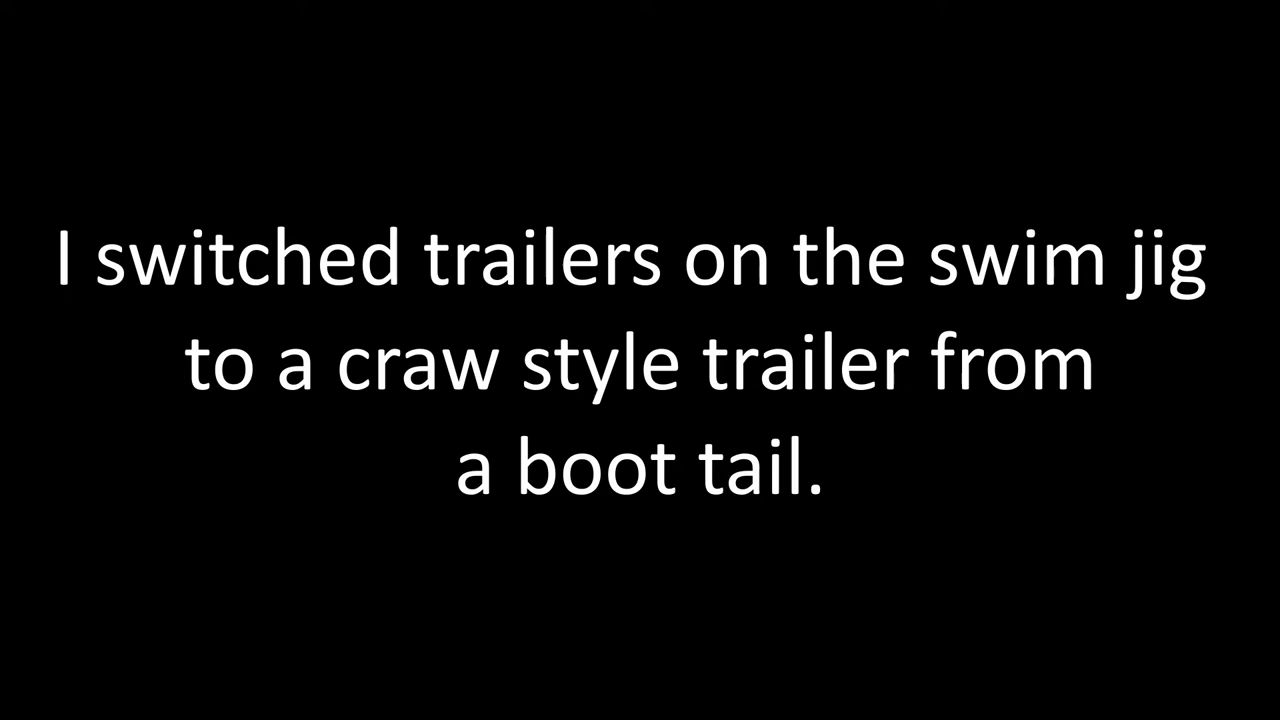 I switched trailers on the swim jig
to a craw style trailer from
a boot tail.